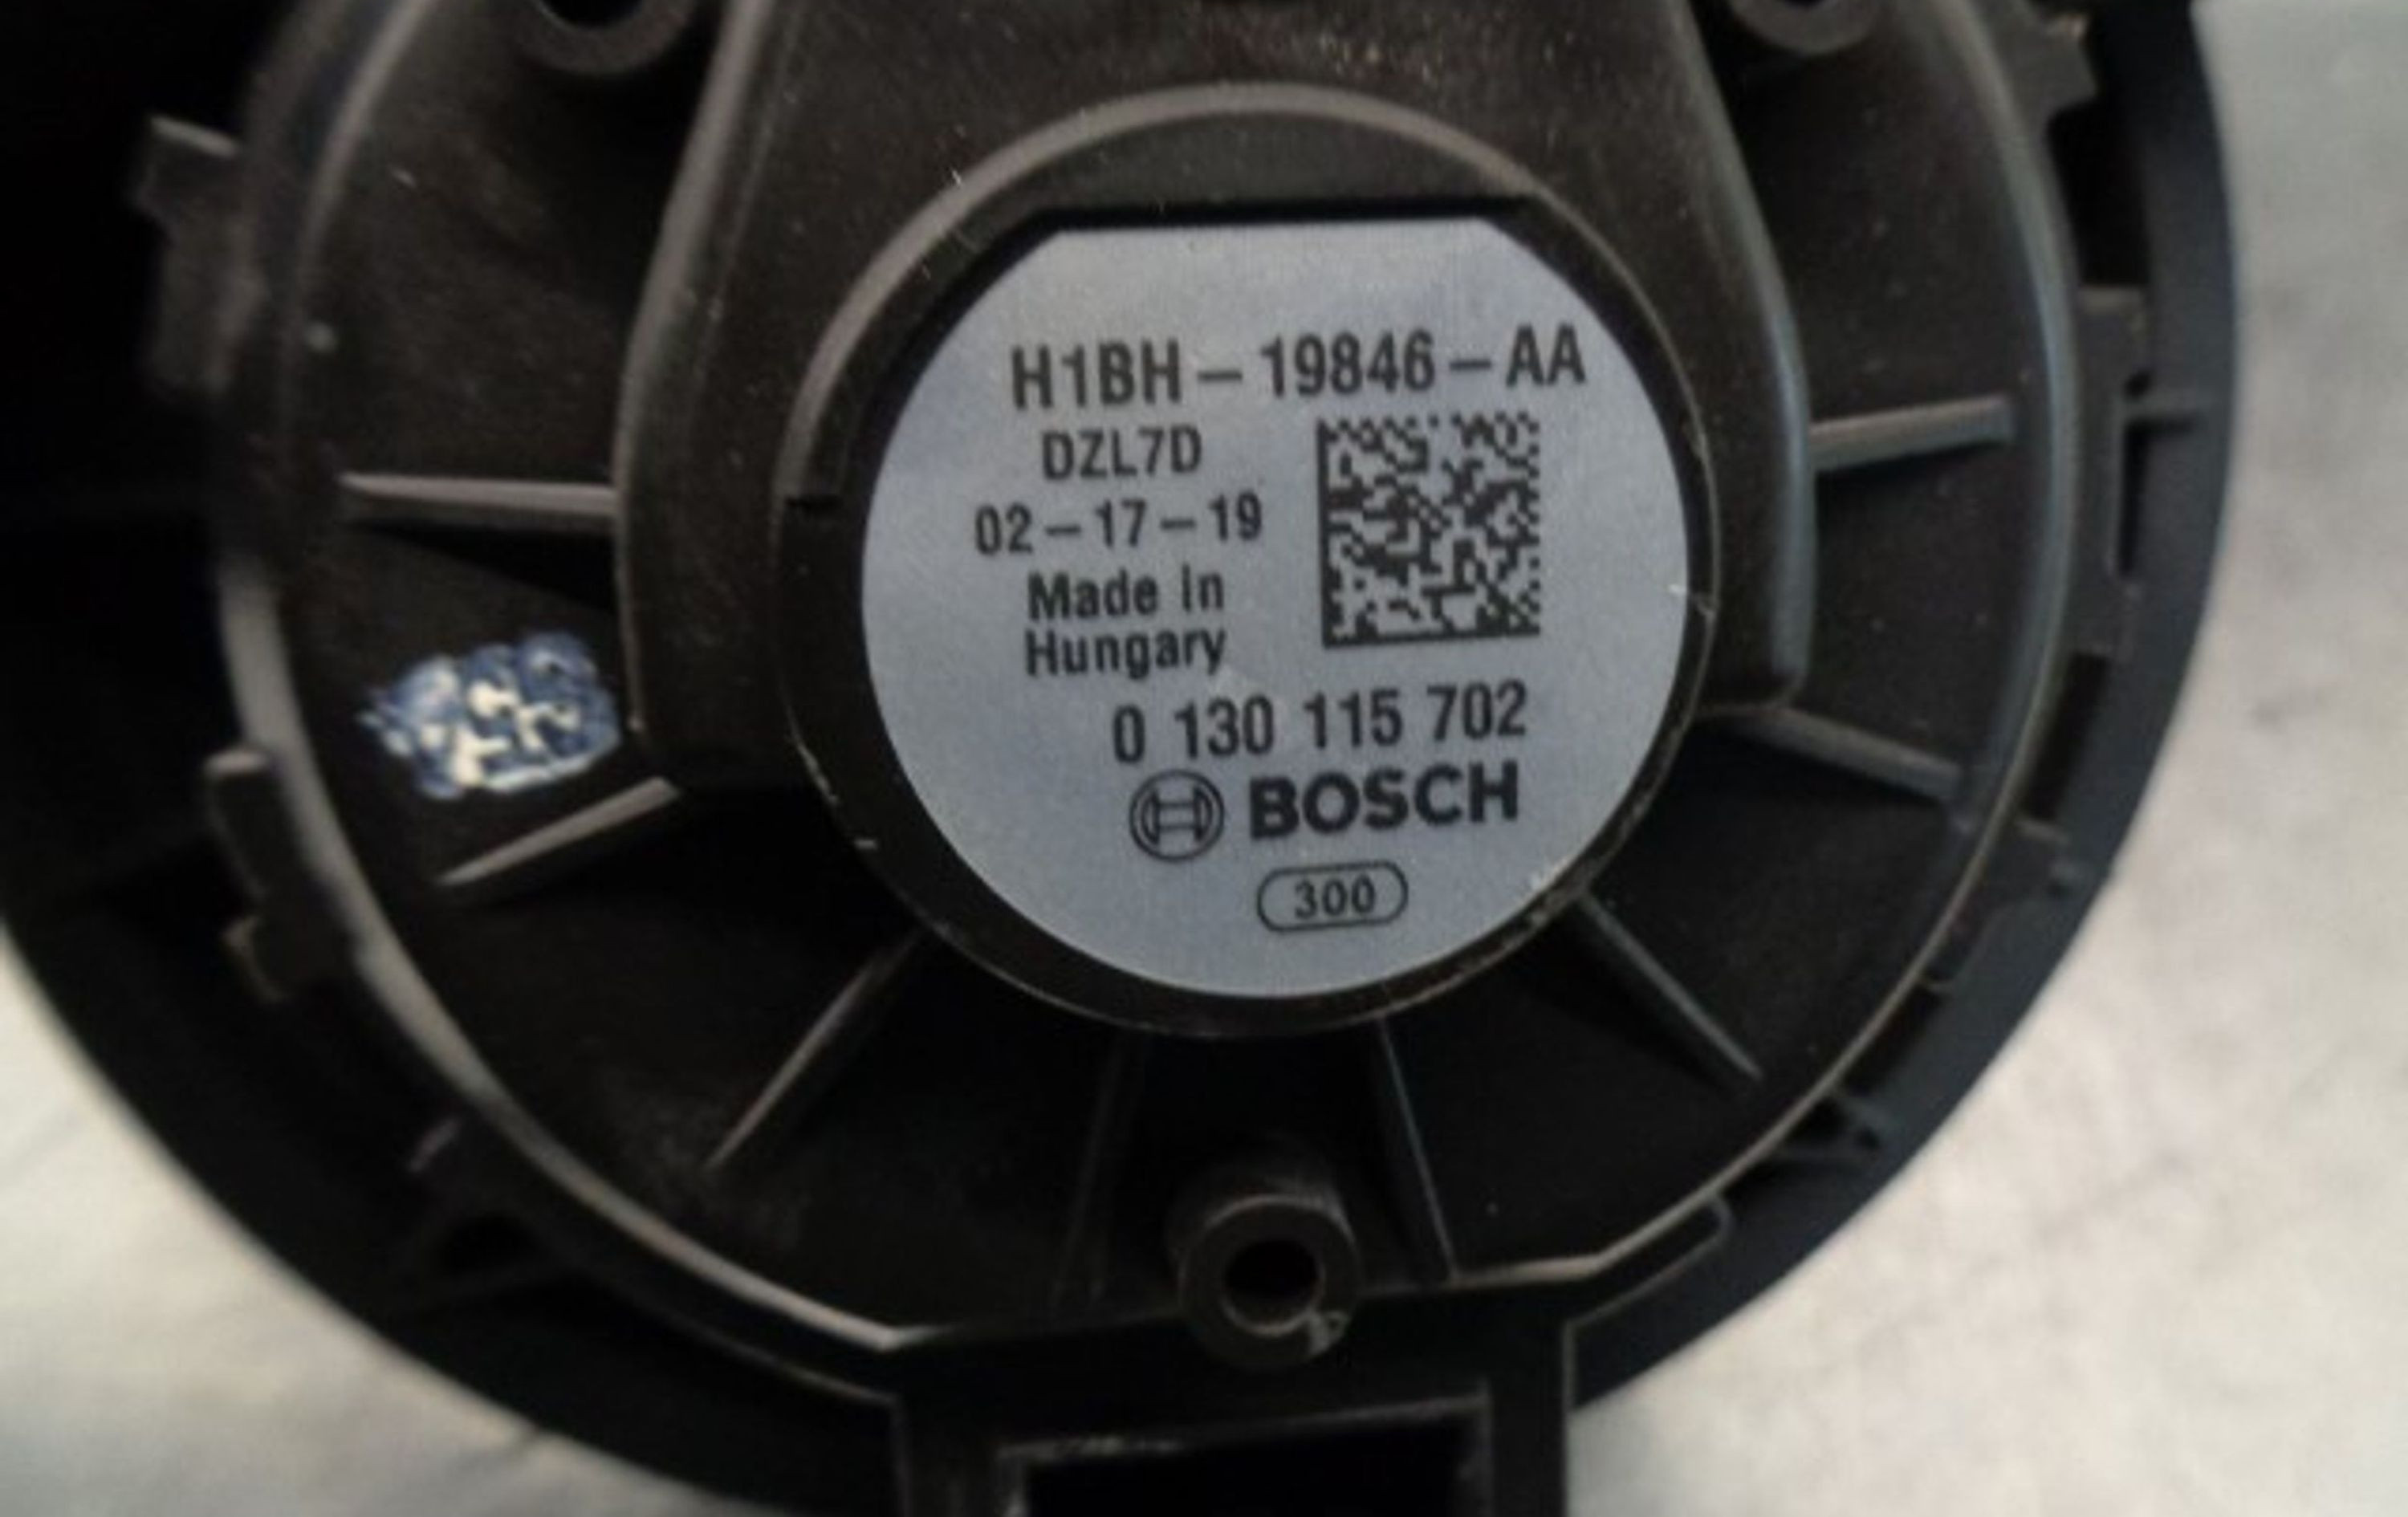 H1BH-19846-AA
DZL7D
02-17-19
Made in
Hungary
0 130 115 702
BOSCH
300